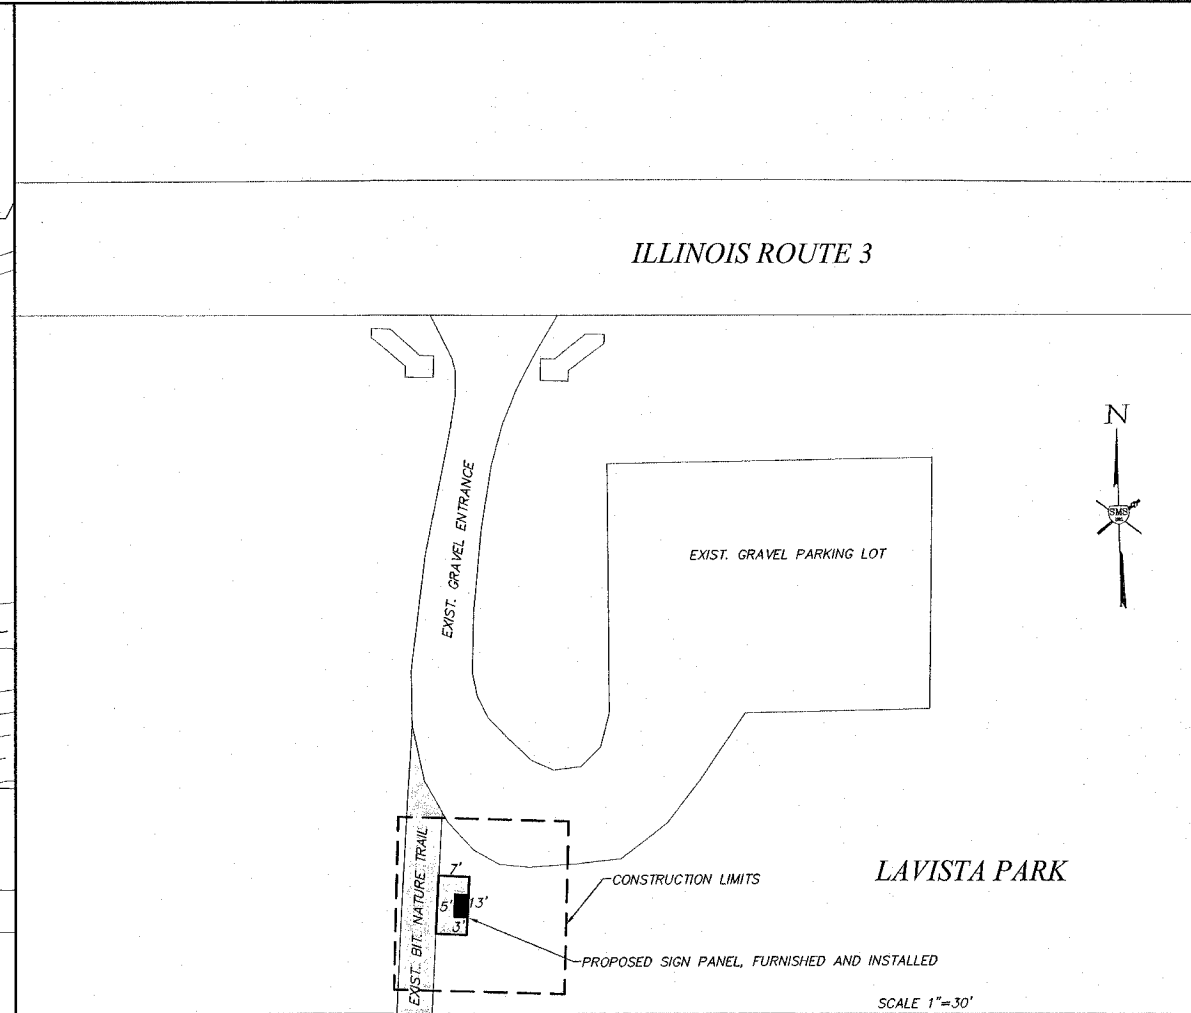 ILLINOIS ROUTE 3
N
SMS
EXIST. GRAVEL ENTRANCE
EXIST. GRAVEL PARKING LOT
EXIST. BIT. NATURE TRAIL
7'
5'
13'
3'
CONSTRUCTION LIMITS
LAVISTA PARK
PROPOSED SIGN PANEL, FURNISHED AND INSTALLED
SCALE 1"=30'